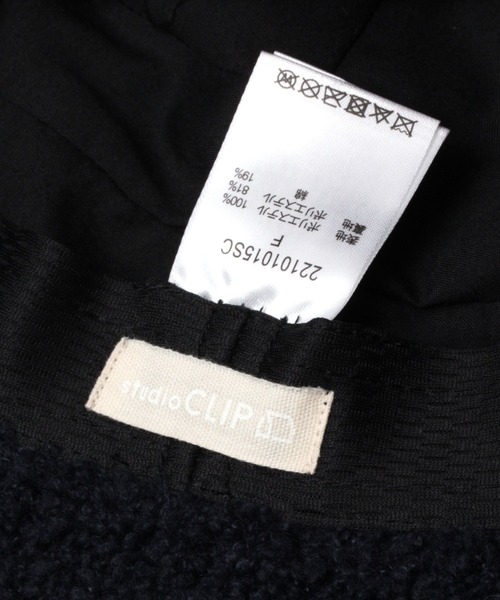 22101015SC
F
表地 ポリエステル 100%
裏地 ポリエステル 81%
綿 19%
studio CLIP